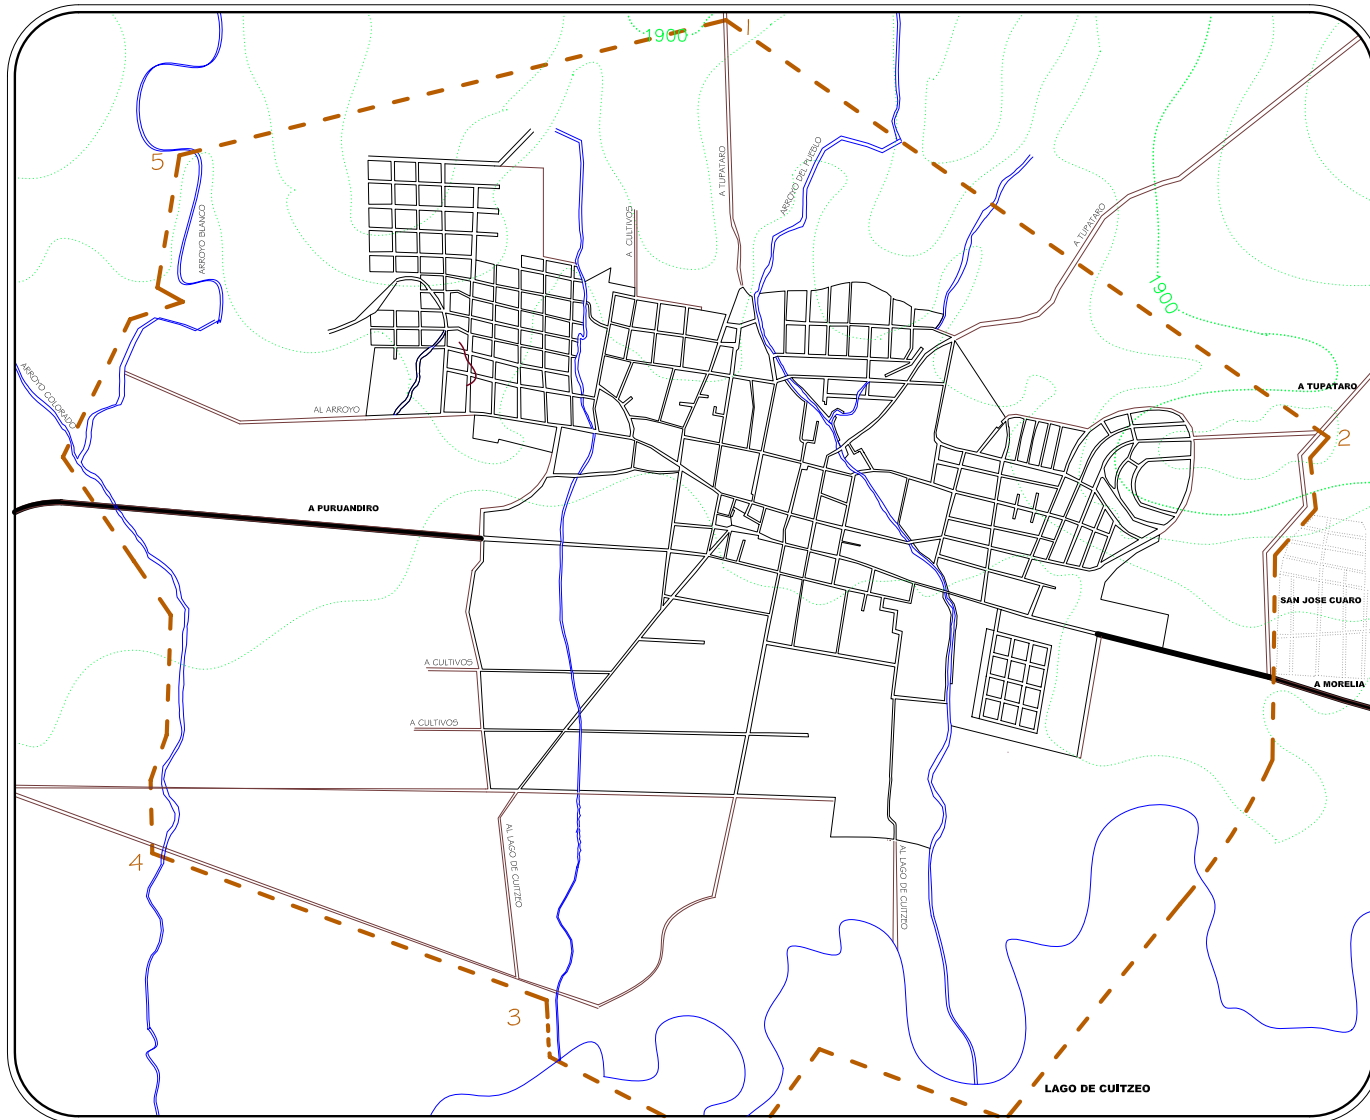 1900
1
5
A TUPATARO
ARROYO DEL PUEBLO
ARROYO BLANCO
A CULTIVOS
A TUPATARO
1900
ARROYO COLORADO
A TUPATARO
AL ARROYO
2
A PURUANDIRO
SAN JOSE CUARO
A CULTIVOS
A MORELIA
A CULTIVOS
4
AL LAGO DE CUITZEO
AL LAGO DE CUITZEO
3
LAGO DE CUITZEO